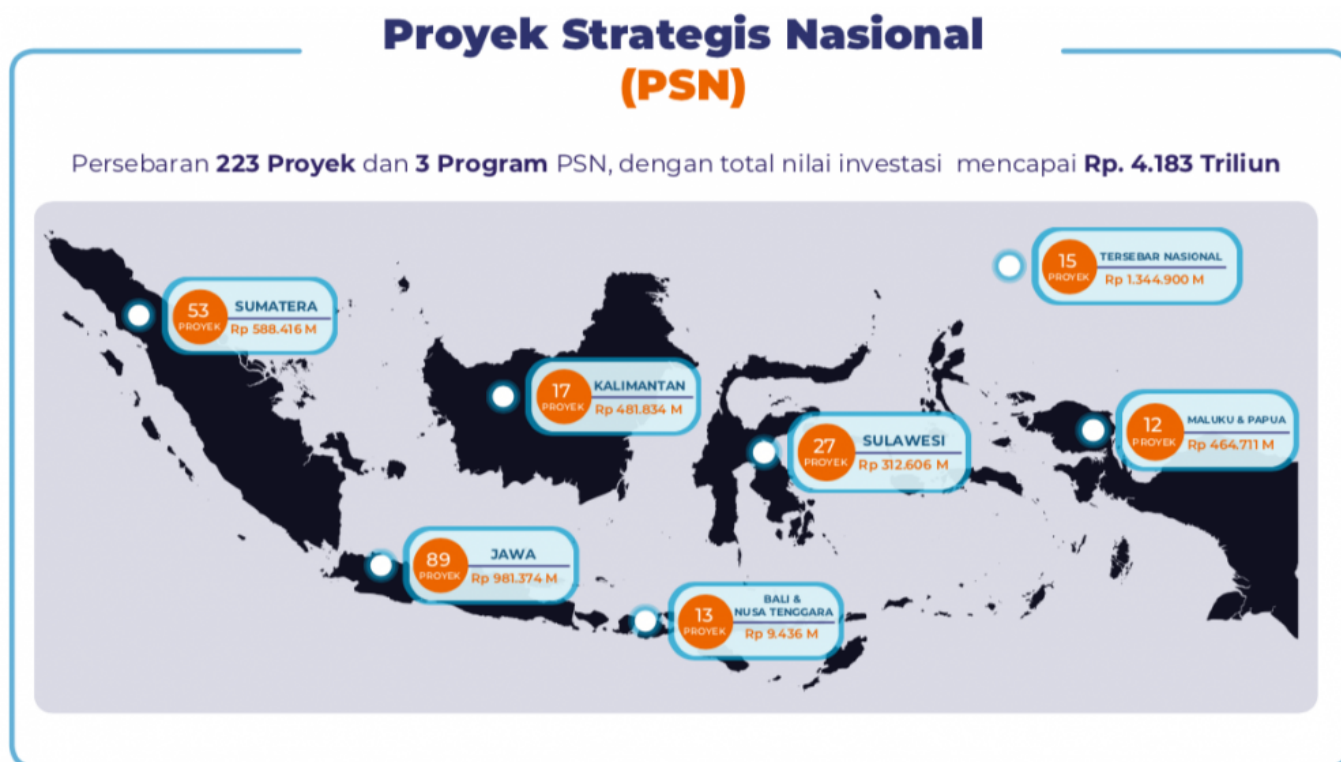 Proyek Strategis Nasional
(PSN)
Persebaran 223 Proyek dan 3 Program PSN, dengan total nilai investasi mencapai Rp. 4.183 Triliun
15
PROYEK
TERSEBAR NASIONAL
Rp 1.344.900 M
53
PROYEK
SUMATERA
Rp 588.416 M
17
PROYEK
KALIMANTAN
Rp 481.834 M
12
PROYEK
MALUKU & PAPUA
Rp 464.711 M
27
PROYEK
SULAWESI
Rp 312.606 M
89
PROYEK
JAWA
Rp 981.374 M
13
PROYEK
BALI &
NUSA TENGGARA
Rp 9.436 M